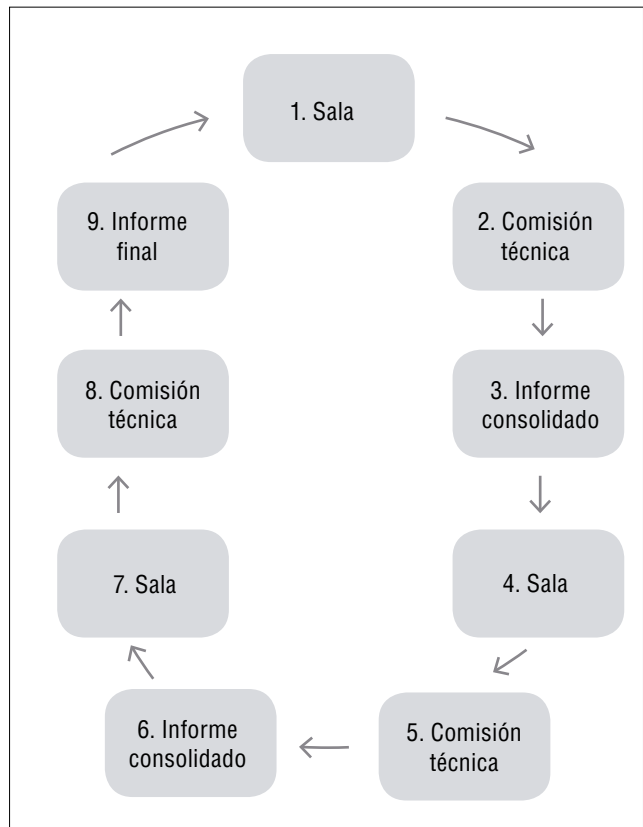 1. Sala
2. Comisión
técnica
3. Informe
consolidado
4. Sala
5. Comisión
técnica
6. Informe
consolidado
7. Sala
8. Comisión
técnica
9. Informe
final